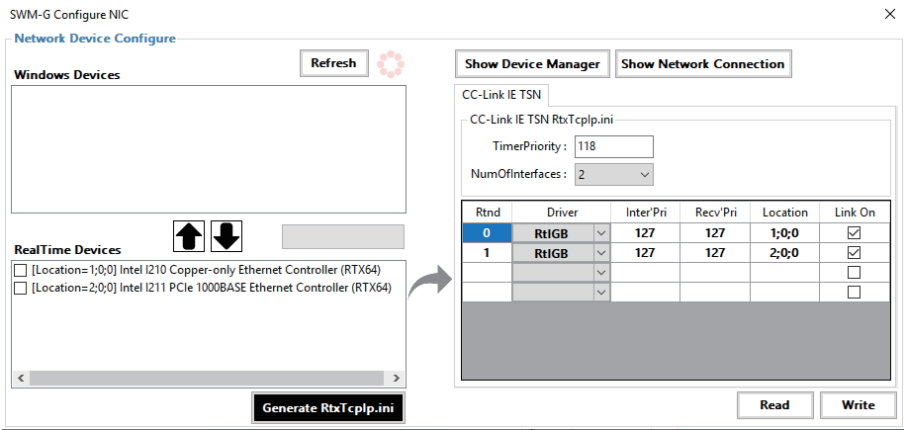 SWM-G Configure NIC
Network Device Configure
Refresh
Windows Devices
RealTime Devices
[Location=1;0;0] Intel I210 Copper-only Ethernet Controller (RTX64)
[Location=2;0;0] Intel I211 PCIe 1000BASE Ethernet Controller (RTX64)
Generate RtxTcpIp.ini
Show Device Manager
Show Network Connection
CC-Link IE TSN
CC-Link IE TSN RtxTcpIp.ini
TimerPriority : 118
NumOfInterfaces : 2
Rtnd Driver Inter'Pri Recv'Pri Location Link On
0 RtIGB 127 127 1;0;0
1 RtIGB 127 127 2;0;0
Read
Write